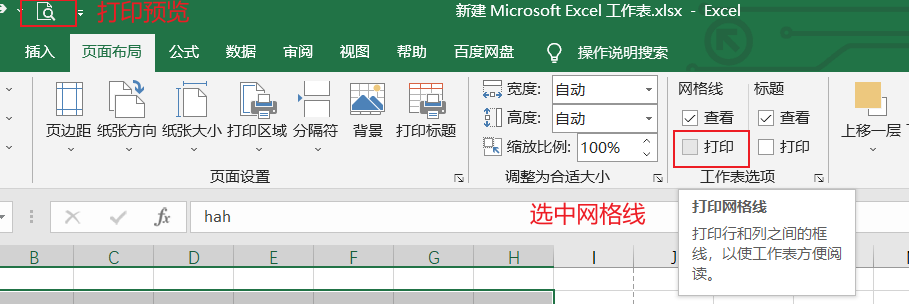 打印预览
新建 Microsoft Excel 工作表.xlsx - Excel
插入 页面布局 公式 数据 审阅 视图 帮助 百度网盘 操作说明搜索
宽度: 自动 网格线 标题
高度: 自动 查看 查看
页边距 纸张方向 纸张大小 打印区域 分隔符 背景 打印标题 缩放比例: 100% 打印 打印 上移一层
页面设置 调整为合适大小 工作表选项
hah
选中网格线
打印网格线
打印行和列之间的框
线，以使工作表方便阅
读。
B C D E F G H I J